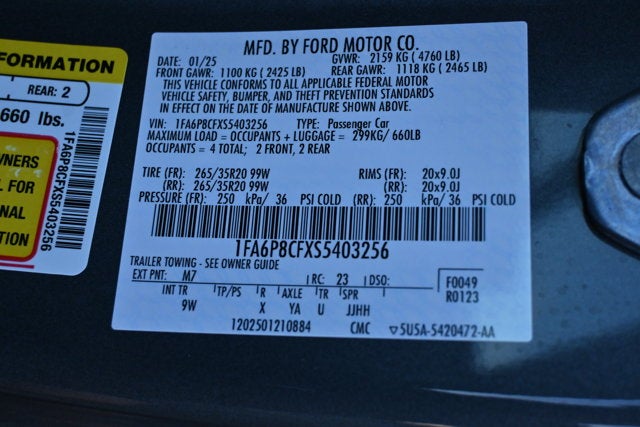 FORMATION
REAR: 2
660 lbs.
WNERS
L FOR
ONAL
TION
1FA6P8CFXS5403256
MFD. BY FORD MOTOR CO.
DATE: 01/25 GVWR: 2159 KG ( 4760 LB)
FRONT GAWR: 1100 KG ( 2425 LB) REAR GAWR: 1118 KG ( 2465 LB)
THIS VEHICLE CONFORMS TO ALL APPLICABLE FEDERAL MOTOR
VEHICLE SAFETY, BUMPER, AND THEFT PREVENTION STANDARDS
IN EFFECT ON THE DATE OF MANUFACTURE SHOWN ABOVE.
VIN: 1FA6P8CFXS5403256 TYPE: Passenger Car
MAXIMUM LOAD = OCCUPANTS + LUGGAGE = 299KG/ 660LB
OCCUPANTS = 4 TOTAL; 2 FRONT, 2 REAR
TIRE (FR): 265/35R20 99W RIMS (FR): 20x9.0J
(RR): 265/35R20 99W (RR): 20x9.0J
PRESSURE (FR): 250 kPa/ 36 PSI COLD (RR): 250 kPa/ 36 PSI COLD
1FA6P8CFXS5403256
TRAILER TOWING - SEE OWNER GUIDE
EXT PNT: M7 RC: 23 DSO: F0049
INT TR TP/PS R AXLE TR SPR R0123
9W X YA U JJHH
1202501210884 CMC 5U5A-5420472-AA